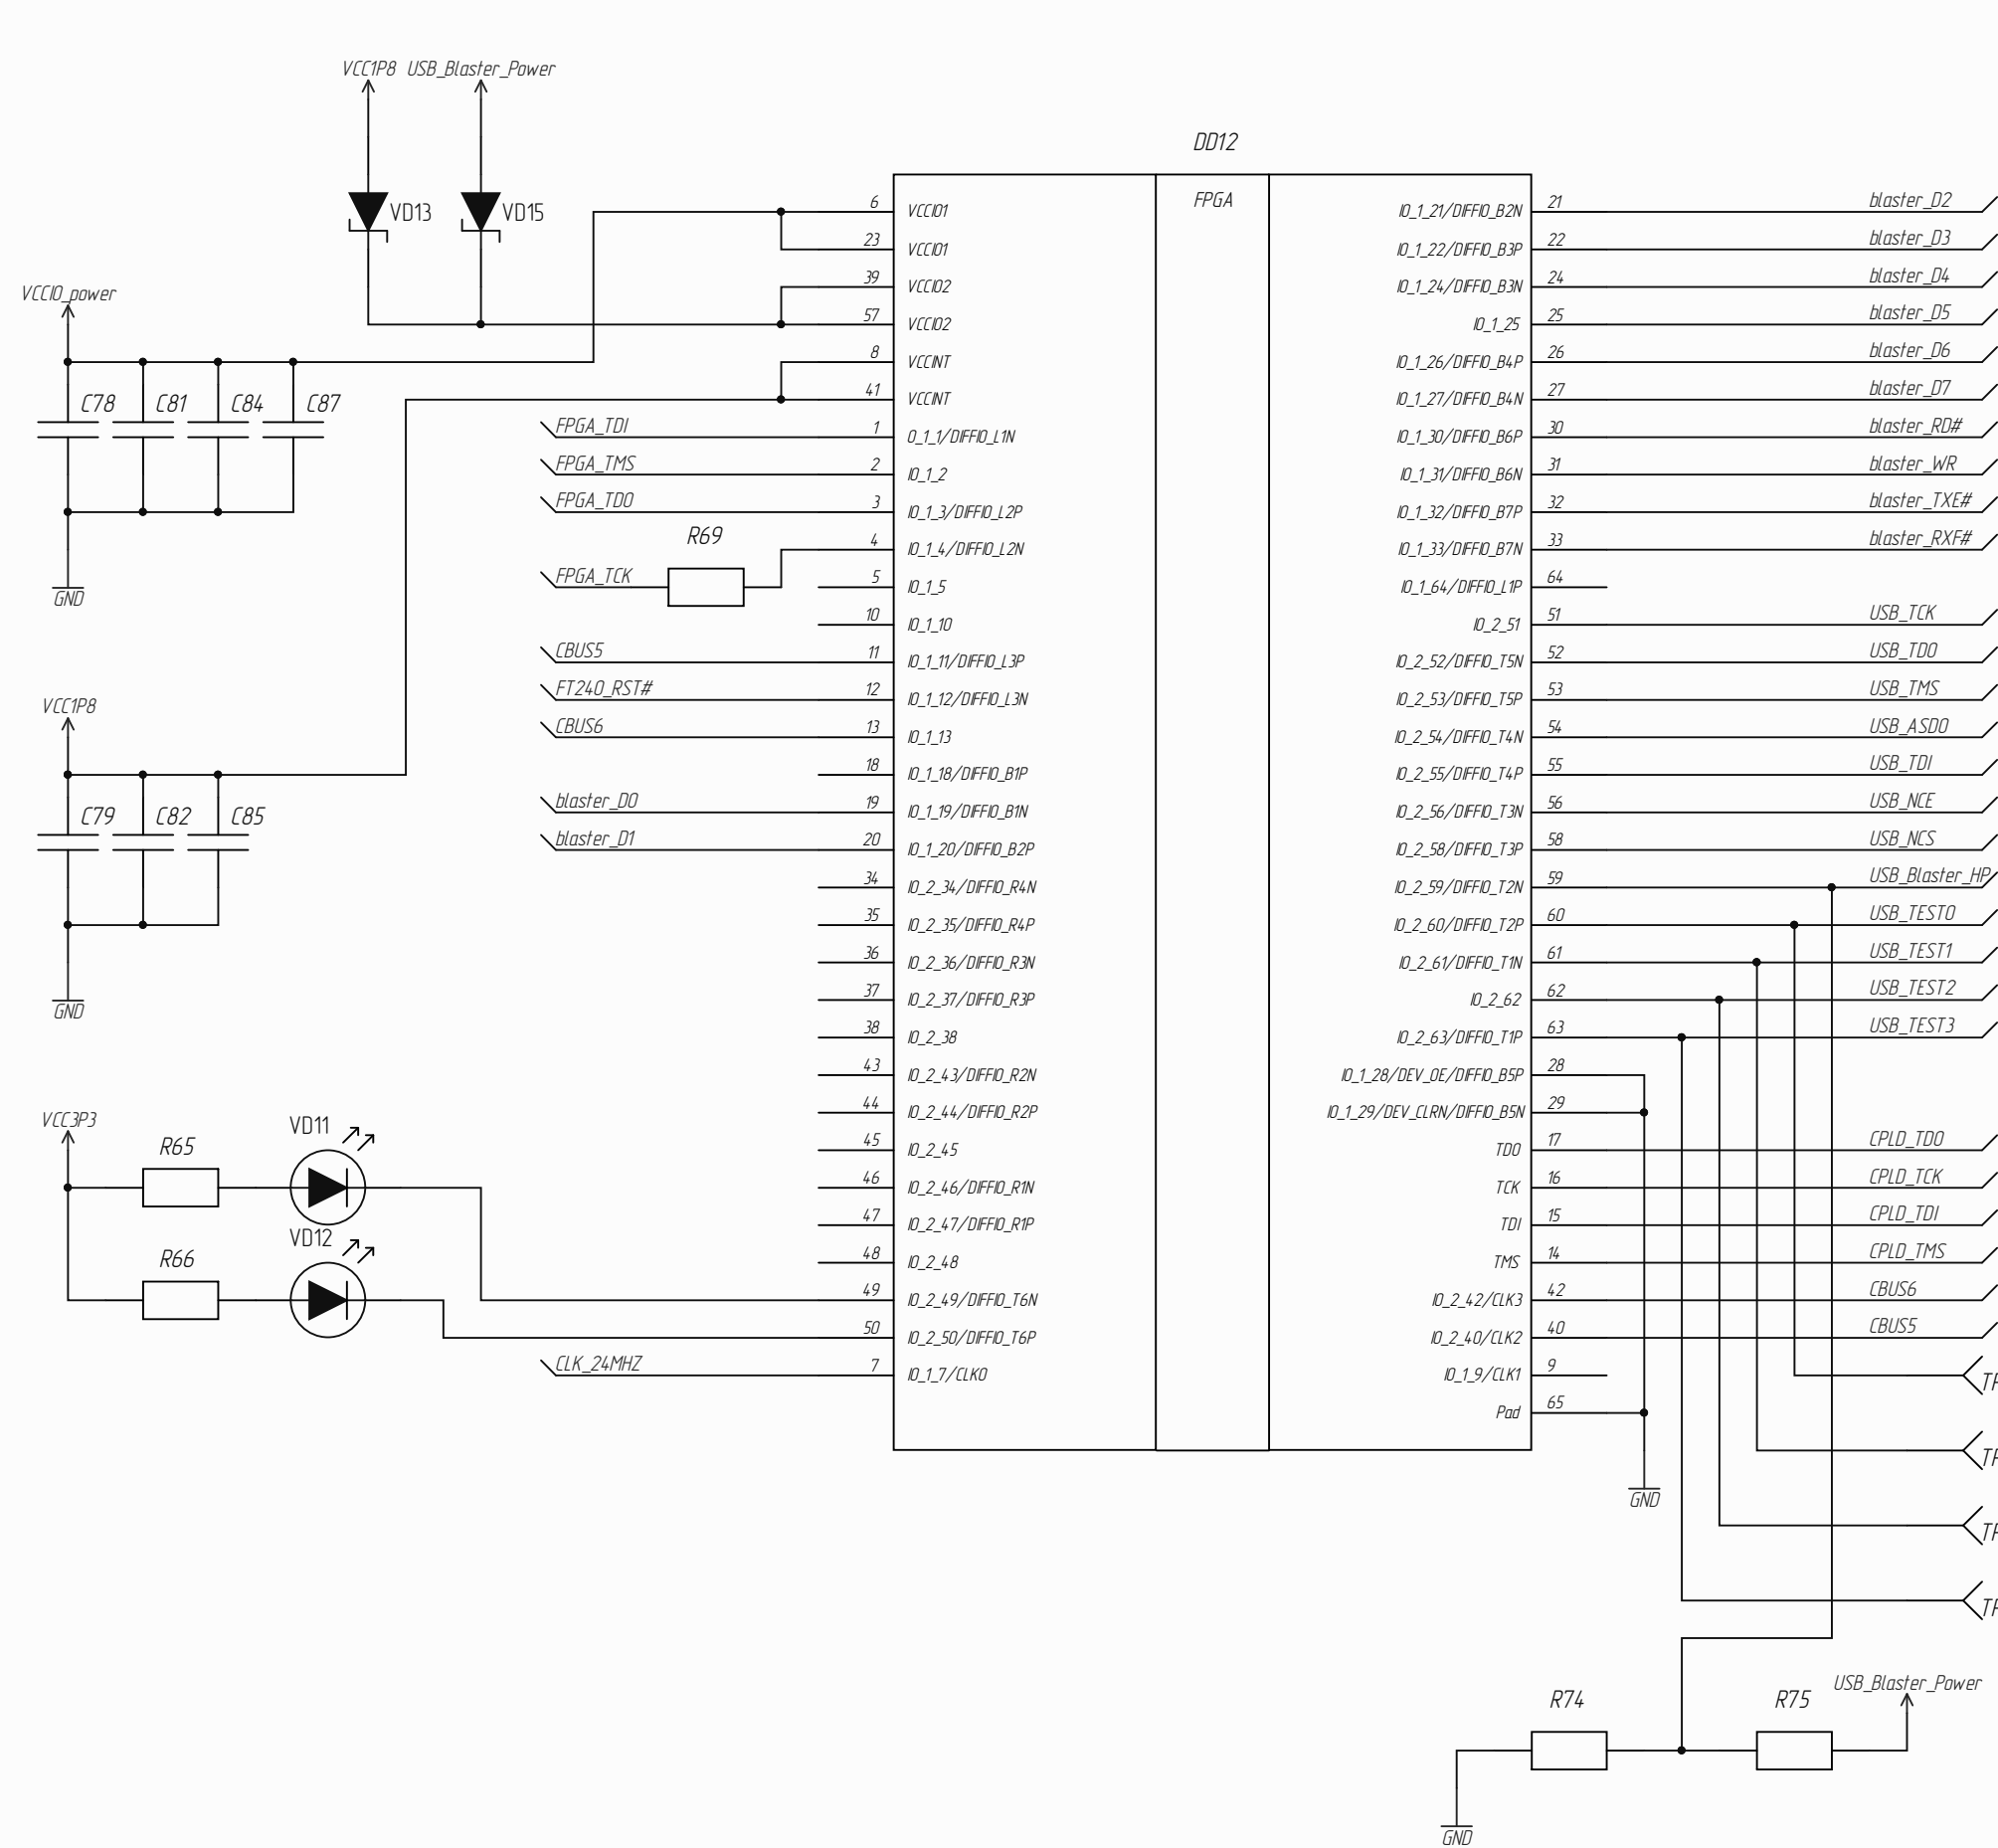 VCC1P8 USB_Blaster_Power
DD12
FPGA
VD13 VD15
VCCIO_power
C78 C81 C84 C87
GND
VCC1P8
C79 C82 C85
GND
VCC3P3
R65 VD11
R66 VD12
6 VCCIO1
23 VCCIO1
39 VCCIO2
57 VCCIO2
8 VCCINT
41 VCCINT
FPGA_TDI 1 O_1_1/DIFFIO_L1N
FPGA_TMS 2 IO_1_2
FPGA_TDO 3 IO_1_3/DIFFIO_L2P
R69
4 IO_1_4/DIFFIO_L2N
FPGA_TCK 5 IO_1_5
10 IO_1_10
CBUS5 11 IO_1_11/DIFFIO_L3P
FT240_RST# 12 IO_1_12/DIFFIO_L3N
CBUS6 13 IO_1_13
18 IO_1_18/DIFFIO_B1P
blaster_D0 19 IO_1_19/DIFFIO_B1N
blaster_D1 20 IO_1_20/DIFFIO_B2P
34 IO_2_34/DIFFIO_R4N
35 IO_2_35/DIFFIO_R4P
36 IO_2_36/DIFFIO_R3N
37 IO_2_37/DIFFIO_R3P
38 IO_2_38
43 IO_2_43/DIFFIO_R2N
44 IO_2_44/DIFFIO_R2P
45 IO_2_45
46 IO_2_46/DIFFIO_R1N
47 IO_2_47/DIFFIO_R1P
48 IO_2_48
49 IO_2_49/DIFFIO_T6N
50 IO_2_50/DIFFIO_T6P
CLK_24MHZ 7 IO_1_7/CLK0
IO_1_21/DIFFIO_B2N 21 blaster_D2
IO_1_22/DIFFIO_B3P 22 blaster_D3
IO_1_24/DIFFIO_B3N 24 blaster_D4
IO_1_25 25 blaster_D5
IO_1_26/DIFFIO_B4P 26 blaster_D6
IO_1_27/DIFFIO_B4N 27 blaster_D7
IO_1_30/DIFFIO_B6P 30 blaster_RD#
IO_1_31/DIFFIO_B6N 31 blaster_WR
IO_1_32/DIFFIO_B7P 32 blaster_TXE#
IO_1_33/DIFFIO_B7N 33 blaster_RXF#
IO_1_64/DIFFIO_L1P 64
IO_2_51 51 USB_TCK
IO_2_52/DIFFIO_T5N 52 USB_TDO
IO_2_53/DIFFIO_T5P 53 USB_TMS
IO_2_54/DIFFIO_T4N 54 USB_ASDO
IO_2_55/DIFFIO_T4P 55 USB_TDI
IO_2_56/DIFFIO_T3N 56 USB_NCE
IO_2_58/DIFFIO_T3P 58 USB_NCS
IO_2_59/DIFFIO_T2N 59 USB_Blaster_HP
IO_2_60/DIFFIO_T2P 60 USB_TEST0
IO_2_61/DIFFIO_T1N 61 USB_TEST1
IO_2_62 62 USB_TEST2
IO_2_63/DIFFIO_T1P 63 USB_TEST3
IO_1_28/DEV_OE/DIFFIO_B5P 28
IO_1_29/DEV_CLRN/DIFFIO_B5N 29
TDO 17 CPLD_TDO
TCK 16 CPLD_TCK
TDI 15 CPLD_TDI
TMS 14 CPLD_TMS
IO_2_42/CLK3 42 CBUS6
IO_2_40/CLK2 40 CBUS5
IO_1_9/CLK1 9
Pad 65
GND
R74 R75 USB_Blaster_Power
GND